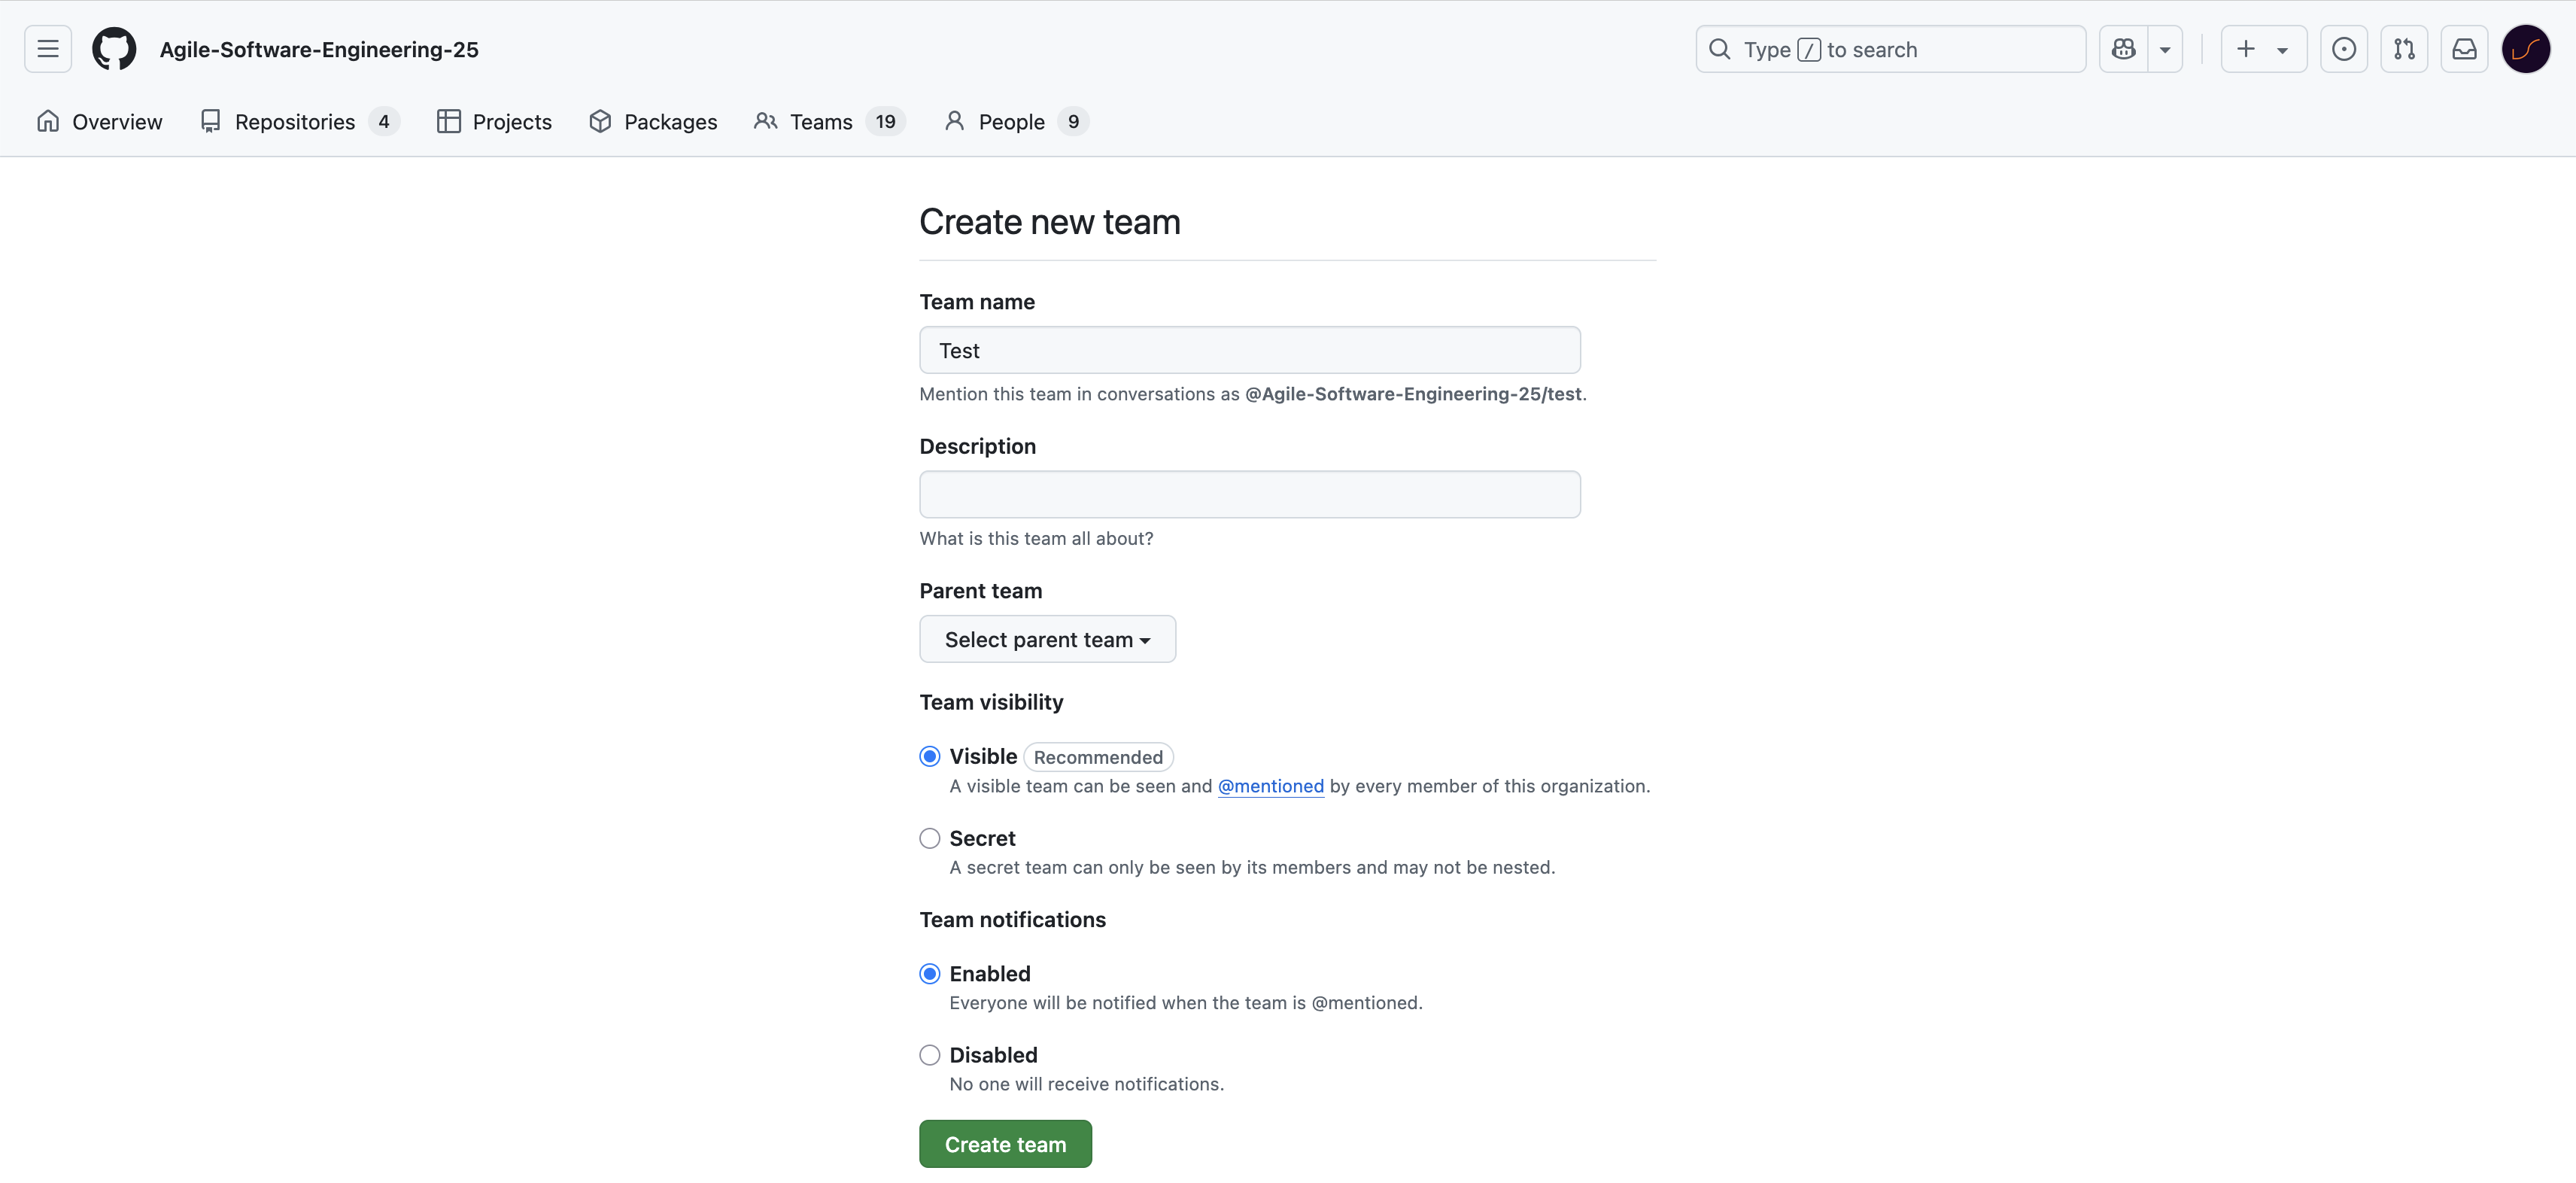 Agile-Software-Engineering-25
Type / to search
Overview
Repositories 4
Projects
Packages
Teams 19
People 9
Create new team
Team name
Test
Mention this team in conversations as @Agile-Software-Engineering-25/test.
Description
What is this team all about?
Parent team
Select parent team
Team visibility
Visible Recommended
A visible team can be seen and @mentioned by every member of this organization.
Secret
A secret team can only be seen by its members and may not be nested.
Team notifications
Enabled
Everyone will be notified when the team is @mentioned.
Disabled
No one will receive notifications.
Create team